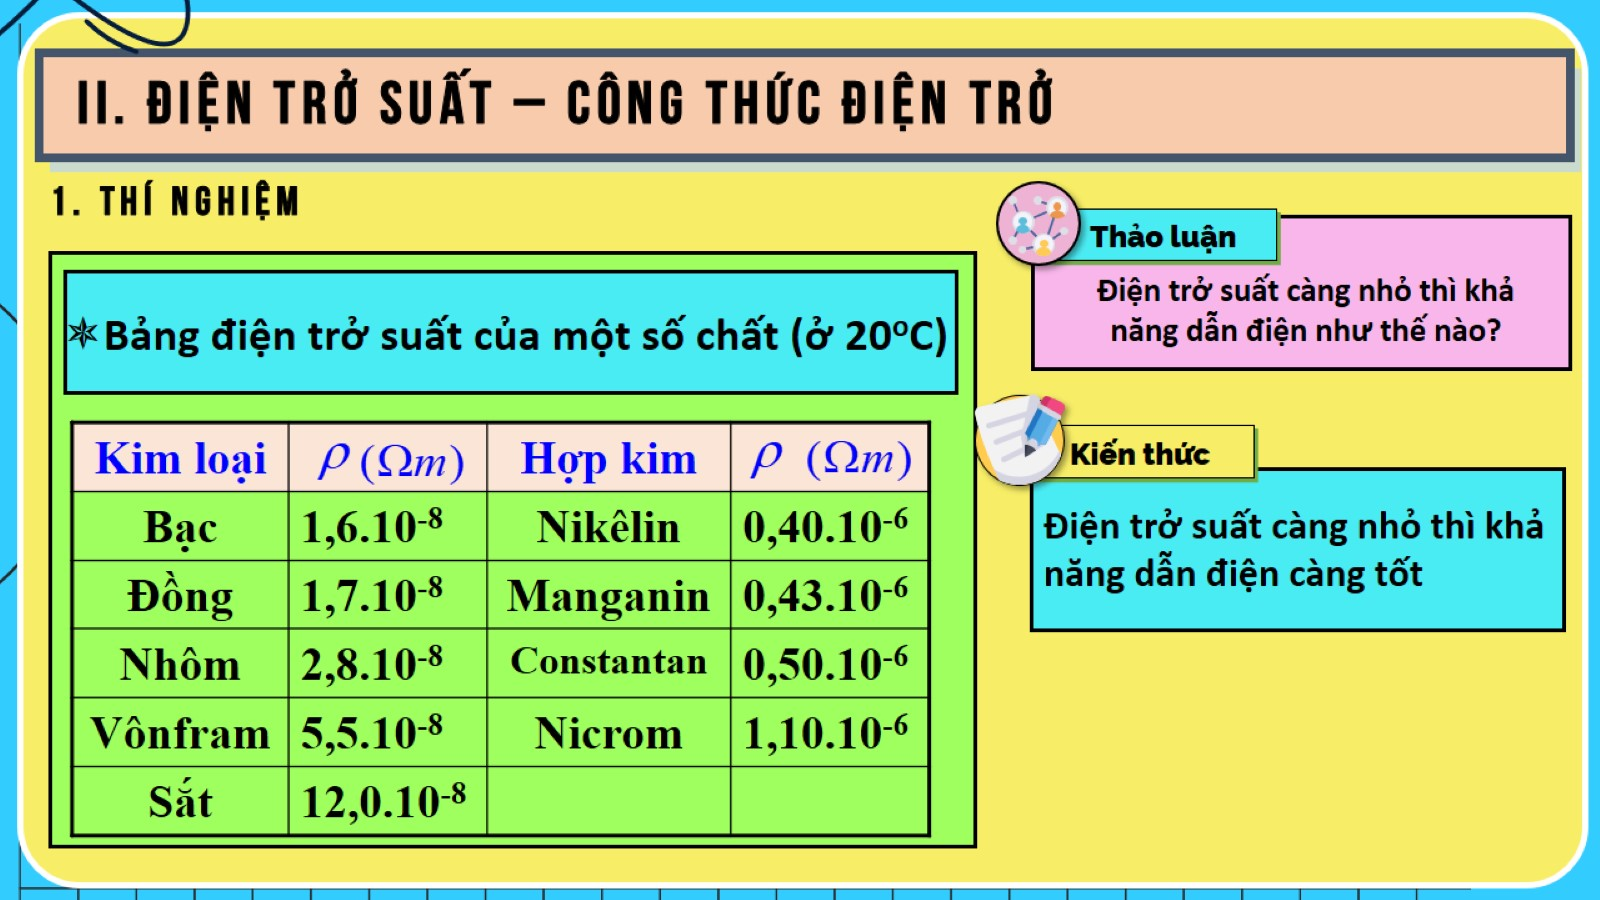 II. ĐIỆN TRỞ SUẤT – CÔNG THỨC ĐIỆN TRỞ
1. THÍ NGHIỆM
✵Bảng điện trở suất của một số chất (ở 20ºC)
Kim loại ρ (Ωm) Hợp kim ρ (Ωm)
Bạc 1,6.10⁻⁸ Nikêlin 0,40.10⁻⁶
Đồng 1,7.10⁻⁸ Manganin 0,43.10⁻⁶
Nhôm 2,8.10⁻⁸ Constantan 0,50.10⁻⁶
Vônfram 5,5.10⁻⁸ Nicrom 1,10.10⁻⁶
Sắt 12,0.10⁻⁸
Thảo luận
Điện trở suất càng nhỏ thì khả
năng dẫn điện như thế nào?
Kiến thức
Điện trở suất càng nhỏ thì khả
năng dẫn điện càng tốt